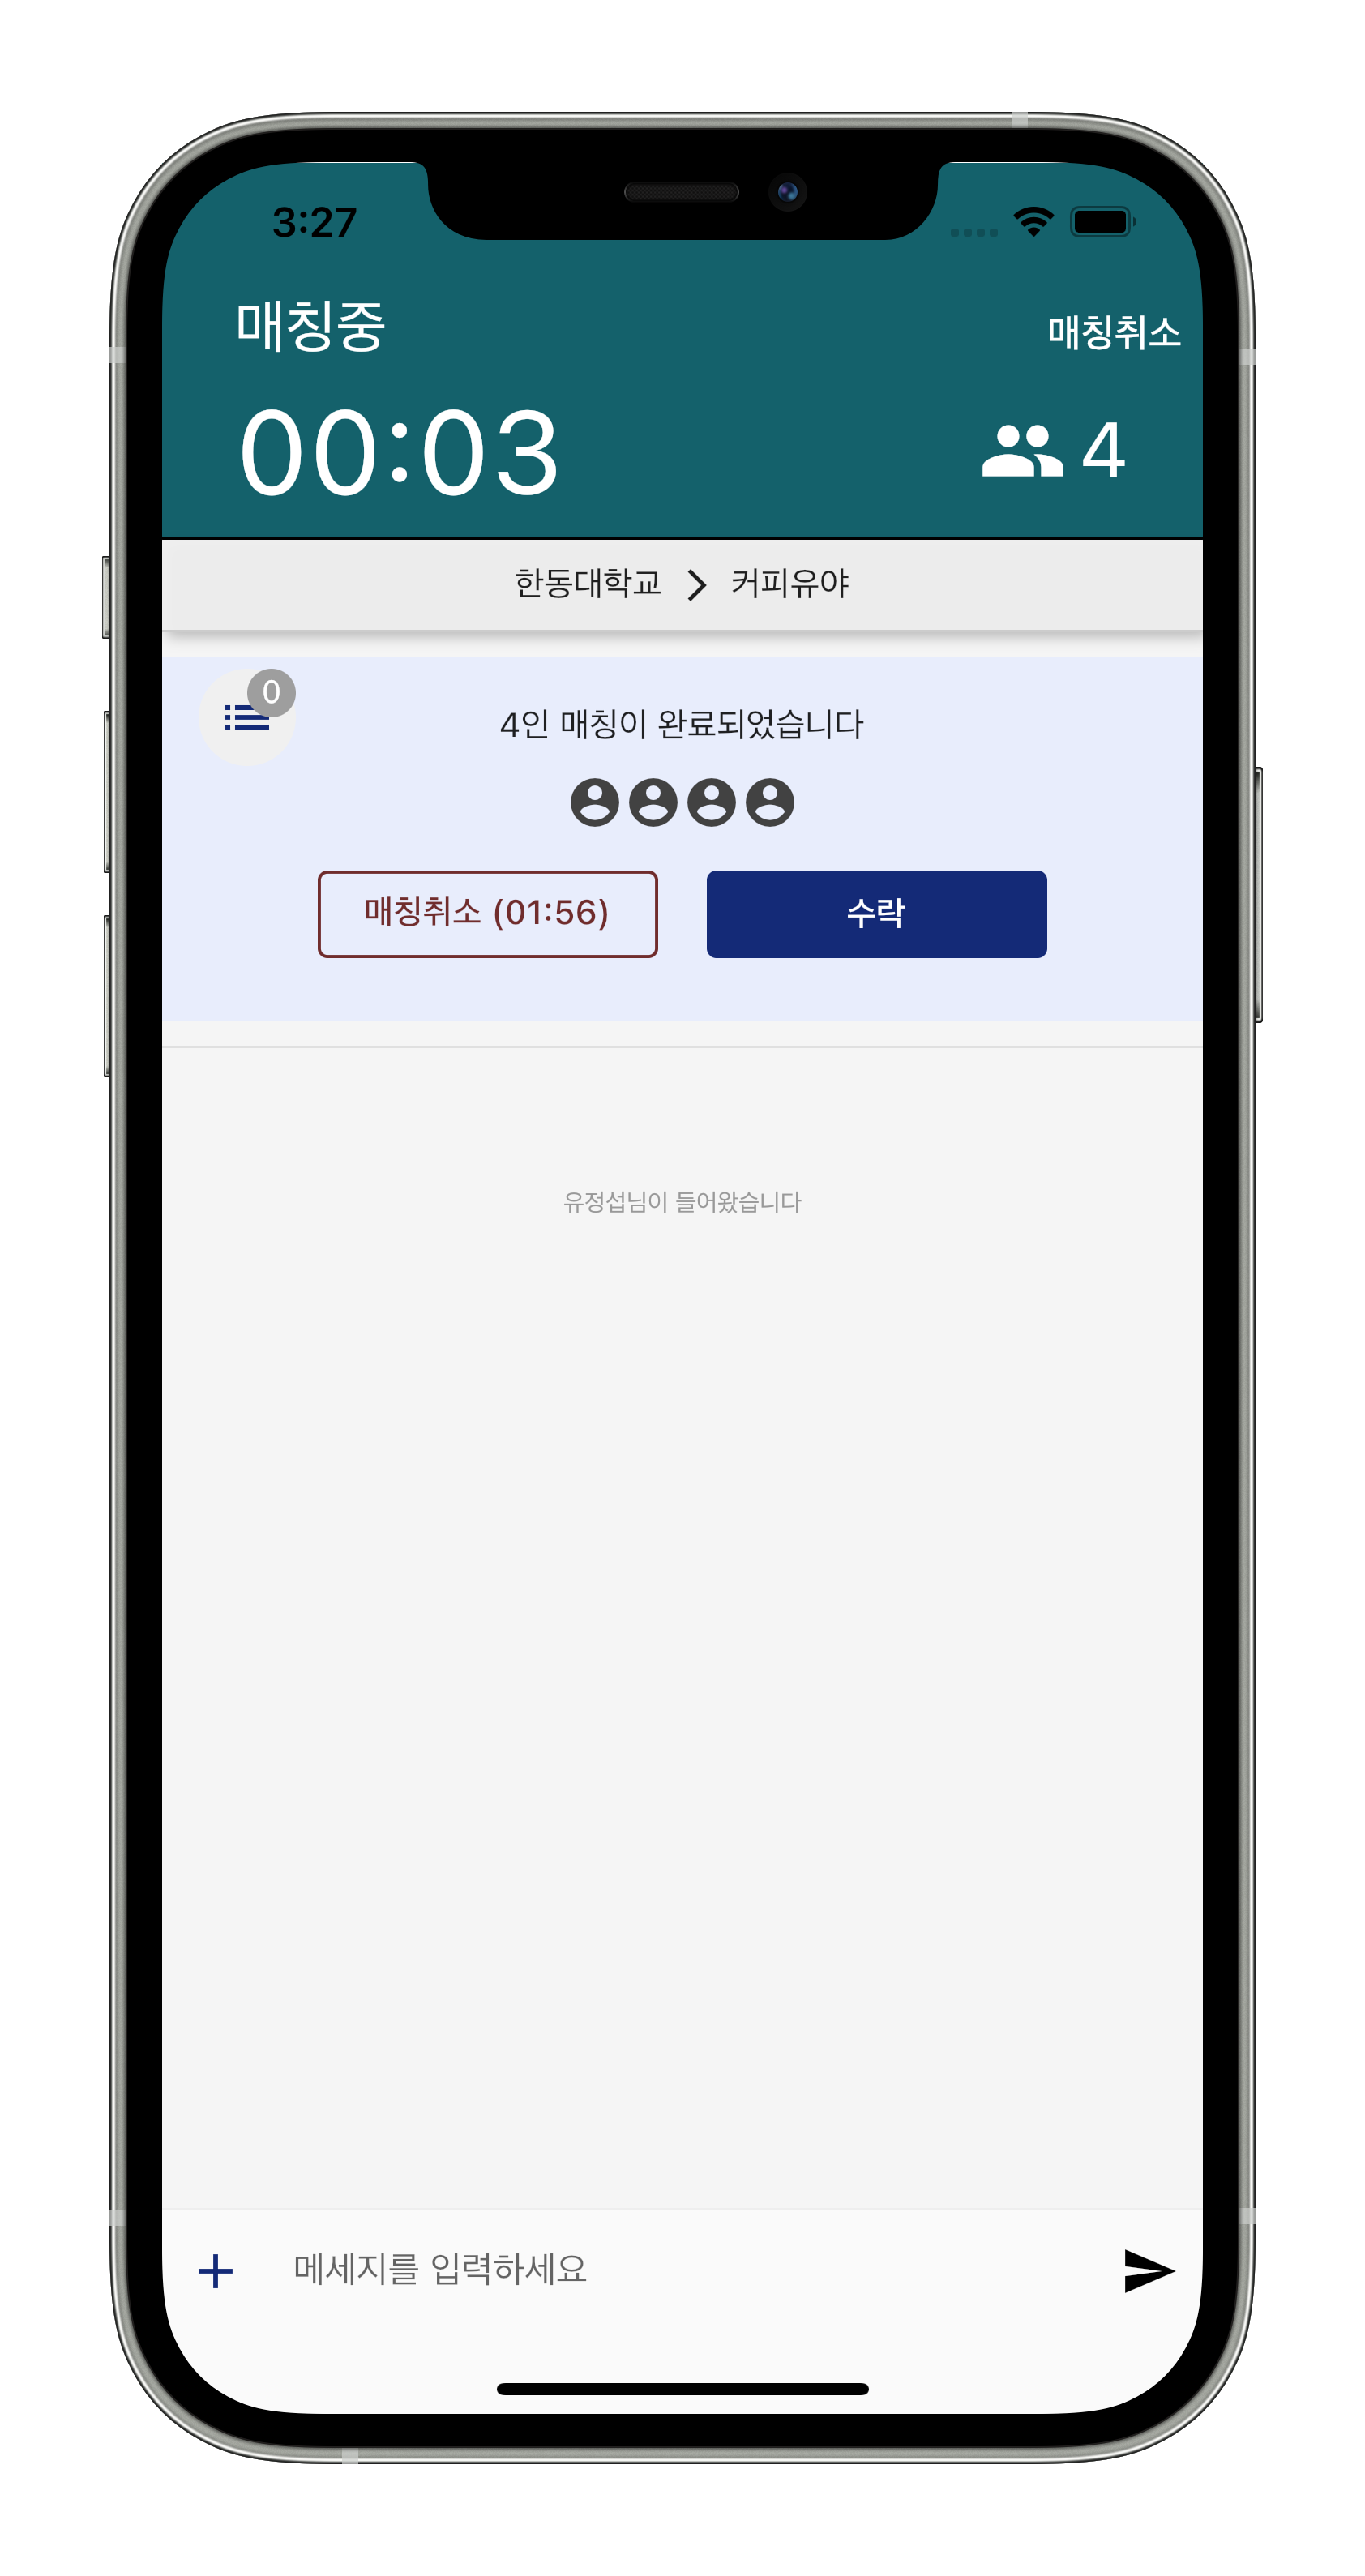 3:27
매칭중
매칭취소
00:03
4
한동대학교 > 커피유야
0
4인 매칭이 완료되었습니다
매칭취소 (01:56)
수락
유정섭님이 들어왔습니다
메세지를 입력하세요